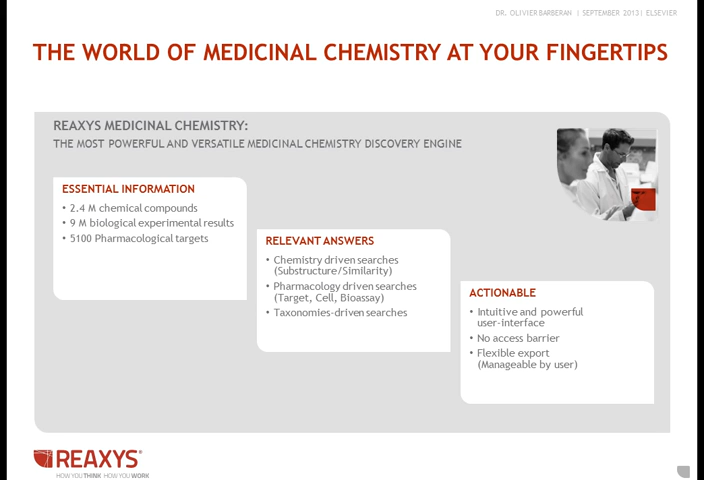 DR. OLIVIER BARBERAN | SEPTEMBER 2013| ELSEVIER
THE WORLD OF MEDICINAL CHEMISTRY AT YOUR FINGERTIPS
REAXYS MEDICINAL CHEMISTRY:
THE MOST POWERFUL AND VERSATILE MEDICINAL CHEMISTRY DISCOVERY ENGINE
ESSENTIAL INFORMATION
• 2.4 M chemical compounds
• 9 M biological experimental results
• 5100 Pharmacological targets
RELEVANT ANSWERS
• Chemistry driven searches
(Substructure/Similarity)
• Pharmacology driven searches
(Target, Cell, Bioassay)
• Taxonomies-driven searches
ACTIONABLE
• Intuitive and powerful
user-interface
• No access barrier
• Flexible export
(Manageable by user)
REAXYS®
HOW YOU THINK HOW YOU WORK